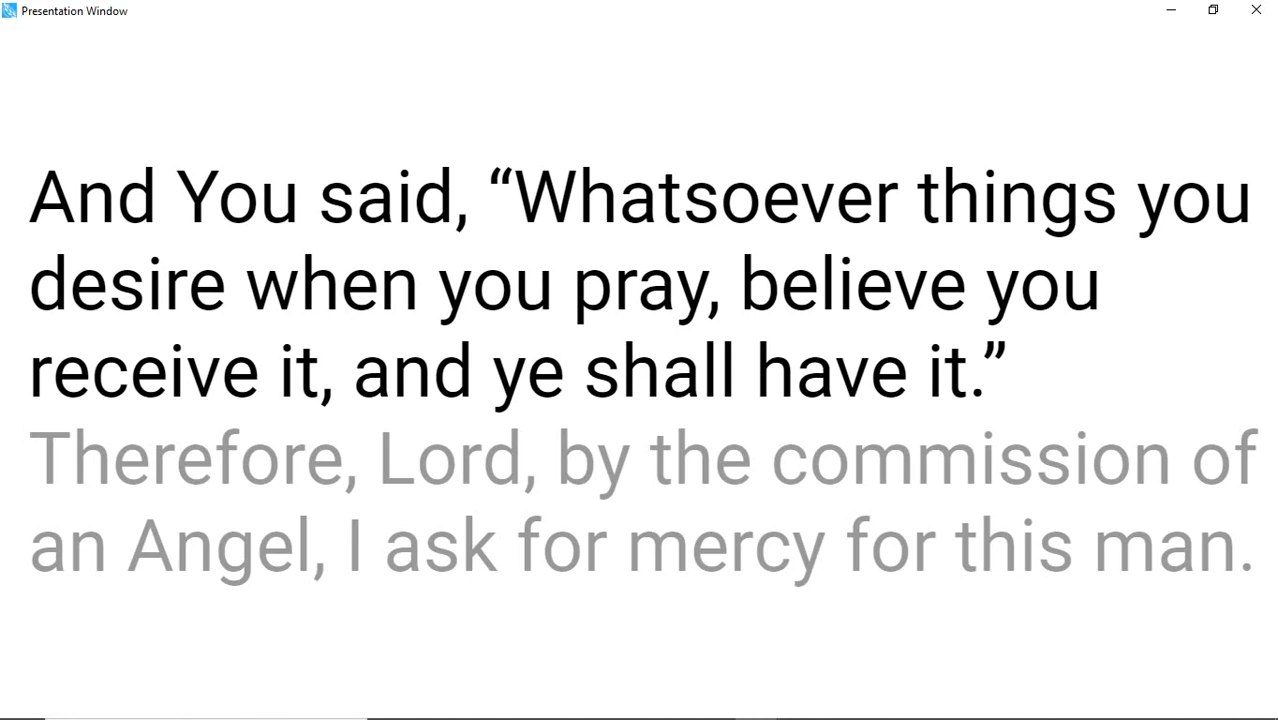 Presentation Window
And You said, “Whatsoever things you
desire when you pray, believe you
receive it, and ye shall have it.”
Therefore, Lord, by the commission of
an Angel, I ask for mercy for this man.